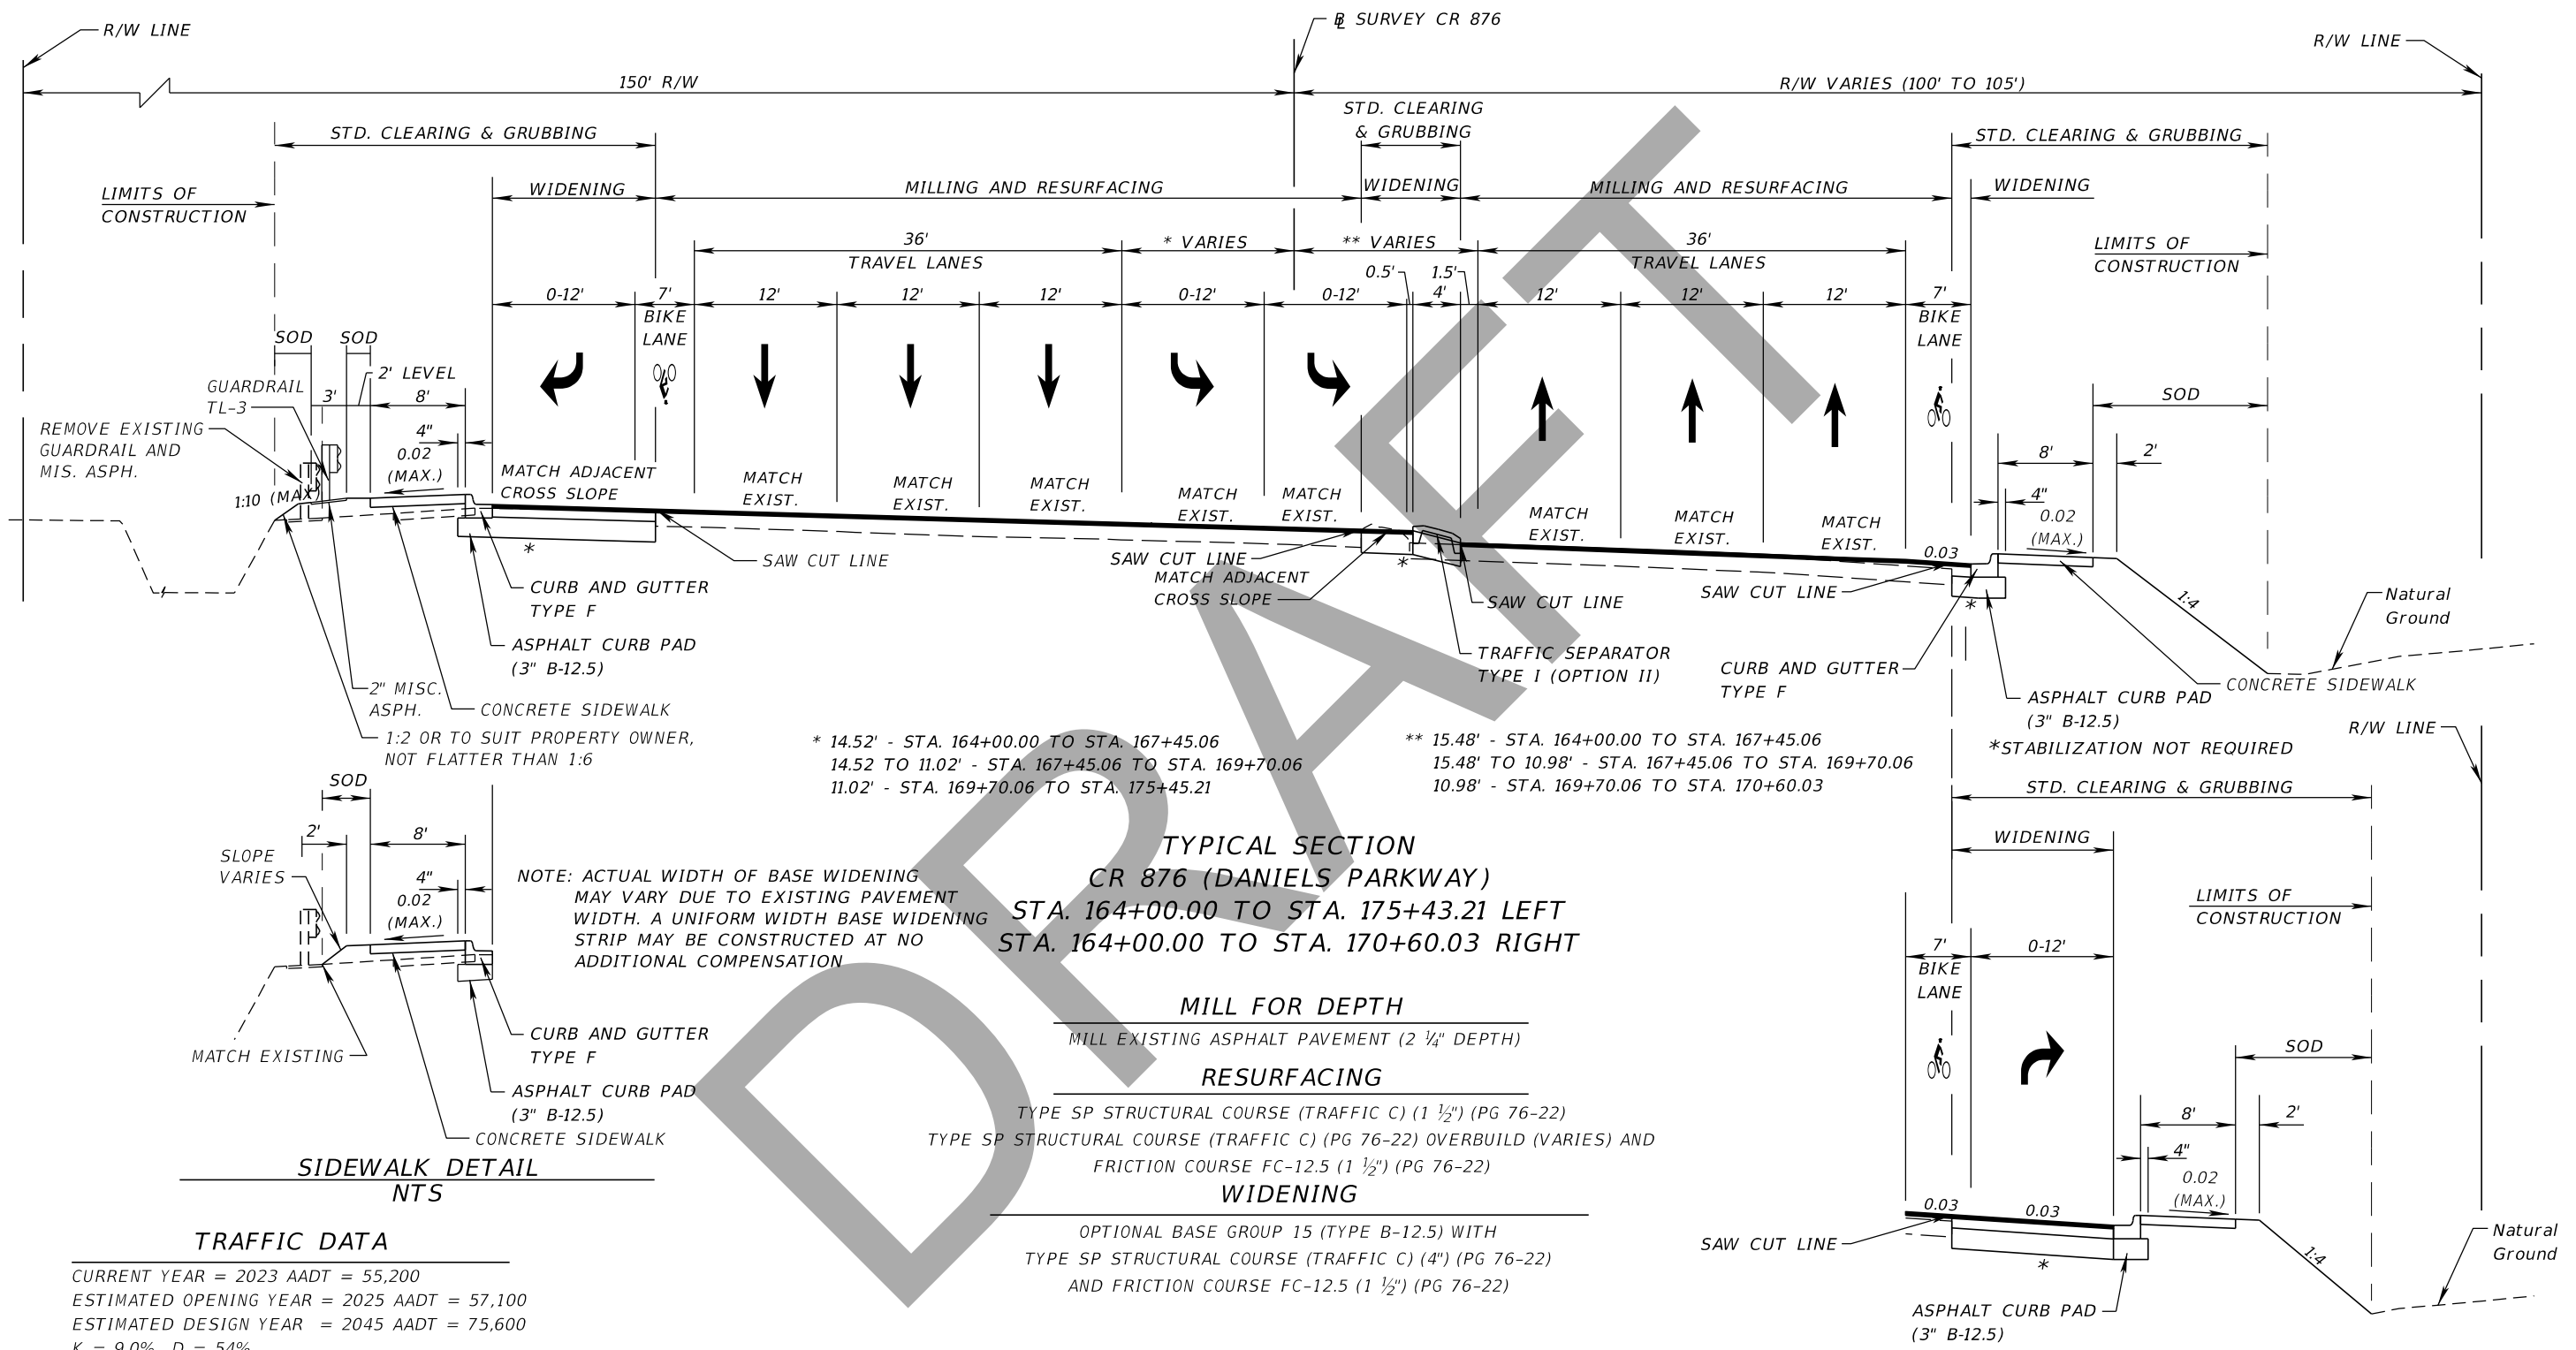 R/W LINE
B SURVEY CR 876
R/W LINE
150' R/W
R/W VARIES (100' TO 105')
STD. CLEARING & GRUBBING
STD. CLEARING
& GRUBBING
STD. CLEARING & GRUBBING
LIMITS OF
CONSTRUCTION
WIDENING
MILLING AND RESURFACING
WIDENING
MILLING AND RESURFACING
WIDENING
LIMITS OF
CONSTRUCTION
36'
TRAVEL LANES
* VARIES
** VARIES
36'
TRAVEL LANES
0.5'
1.5'
0-12'
7'
BIKE
LANE
12'
12'
12'
0-12'
0-12'
4'
12'
12'
12'
7'
BIKE
LANE
SOD
SOD
2' LEVEL
GUARDRAIL
TL-3
3'
8'
SOD
REMOVE EXISTING
GUARDRAIL AND
MIS. ASPH.
4"
0.02
(MAX.)
1:10 (MAX)
MATCH ADJACENT
CROSS SLOPE
MATCH
EXIST.
MATCH
EXIST.
MATCH
EXIST.
MATCH
EXIST.
MATCH
EXIST.
MATCH
EXIST.
MATCH
EXIST.
MATCH
EXIST.
8'
2'
4"
0.02
(MAX.)
0.03
*
SAW CUT LINE
SAW CUT LINE
*
MATCH ADJACENT
CROSS SLOPE
SAW CUT LINE
SAW CUT LINE
*
1:4
Natural
Ground
CURB AND GUTTER
TYPE F
ASPHALT CURB PAD
(3" B-12.5)
TRAFFIC SEPARATOR
TYPE I (OPTION II)
CURB AND GUTTER
TYPE F
CONCRETE SIDEWALK
ASPHALT CURB PAD
(3" B-12.5)
2" MISC.
ASPH.
CONCRETE SIDEWALK
1:2 OR TO SUIT PROPERTY OWNER,
NOT FLATTER THAN 1:6
* 14.52' - STA. 164+00.00 TO STA. 167+45.06
14.52 TO 11.02' - STA. 167+45.06 TO STA. 169+70.06
11.02' - STA. 169+70.06 TO STA. 175+45.21
** 15.48' - STA. 164+00.00 TO STA. 167+45.06
15.48' TO 10.98' - STA. 167+45.06 TO STA. 169+70.06
10.98' - STA. 169+70.06 TO STA. 170+60.03
*STABILIZATION NOT REQUIRED
R/W LINE
SOD
2'
8'
SLOPE
VARIES
4"
0.02
(MAX.)
NOTE: ACTUAL WIDTH OF BASE WIDENING
MAY VARY DUE TO EXISTING PAVEMENT
WIDTH. A UNIFORM WIDTH BASE WIDENING
STRIP MAY BE CONSTRUCTED AT NO
ADDITIONAL COMPENSATION
MATCH EXISTING
CURB AND GUTTER
TYPE F
ASPHALT CURB PAD
(3" B-12.5)
CONCRETE SIDEWALK
SIDEWALK DETAIL
NTS
TRAFFIC DATA
CURRENT YEAR = 2023 AADT = 55,200
ESTIMATED OPENING YEAR = 2025 AADT = 57,100
ESTIMATED DESIGN YEAR = 2045 AADT = 75,600
K = 9.0% D = 54%
TYPICAL SECTION
CR 876 (DANIELS PARKWAY)
STA. 164+00.00 TO STA. 175+43.21 LEFT
STA. 164+00.00 TO STA. 170+60.03 RIGHT
MILL FOR DEPTH
MILL EXISTING ASPHALT PAVEMENT (2 ¼" DEPTH)
RESURFACING
TYPE SP STRUCTURAL COURSE (TRAFFIC C) (1 ½") (PG 76-22)
TYPE SP STRUCTURAL COURSE (TRAFFIC C) (PG 76-22) OVERBUILD (VARIES) AND
FRICTION COURSE FC-12.5 (1 ½") (PG 76-22)
WIDENING
OPTIONAL BASE GROUP 15 (TYPE B-12.5) WITH
TYPE SP STRUCTURAL COURSE (TRAFFIC C) (4") (PG 76-22)
AND FRICTION COURSE FC-12.5 (1 ½") (PG 76-22)
STD. CLEARING & GRUBBING
WIDENING
LIMITS OF
CONSTRUCTION
7'
BIKE
LANE
0-12'
SOD
8'
2'
4"
0.02
(MAX.)
0.03
0.03
SAW CUT LINE
*
1:4
Natural
Ground
ASPHALT CURB PAD
(3" B-12.5)
DRAFT